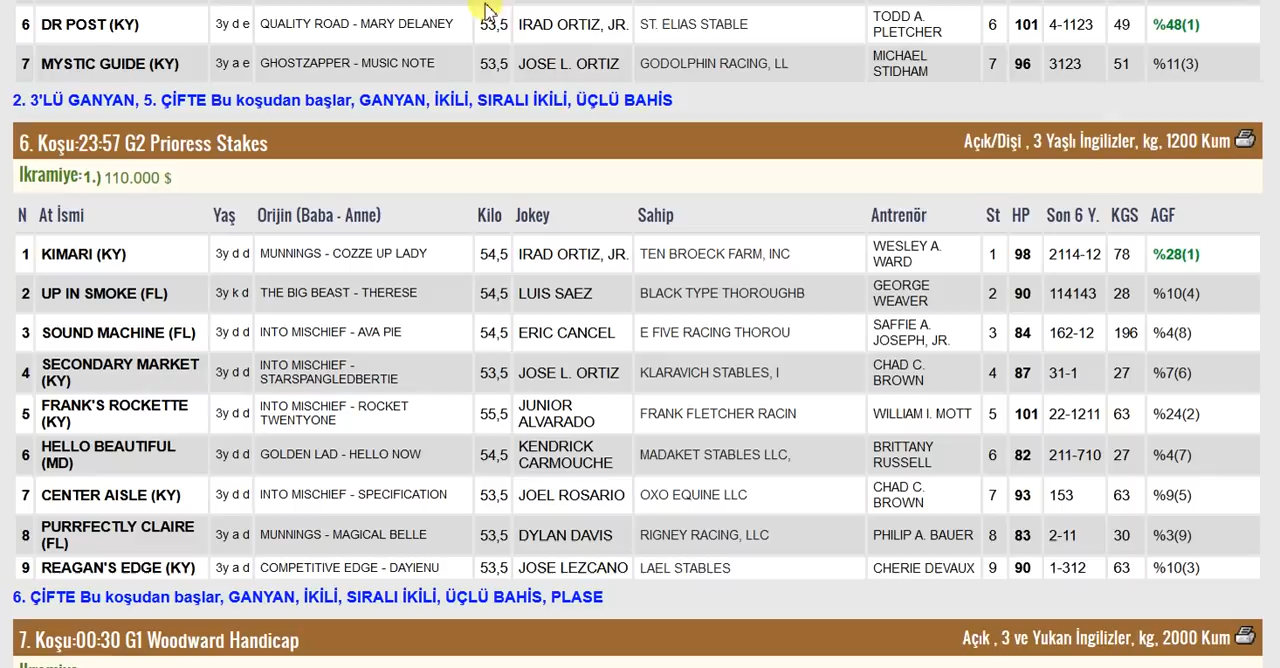 6 DR POST (KY) 3y d e QUALITY ROAD - MARY DELANEY 53,5 IRAD ORTIZ, JR. ST. ELIAS STABLE TODD A. PLETCHER 6 101 4-1123 49 %48(1)
7 MYSTIC GUIDE (KY) 3y a e GHOSTZAPPER - MUSIC NOTE 53,5 JOSE L. ORTIZ GODOLPHIN RACING, LL MICHAEL STIDHAM 7 96 3123 51 %11(3)
2. 3'LÜ GANYAN, 5. ÇİFTE Bu koşudan başlar, GANYAN, İKİLİ, SIRALI İKİLİ, ÜÇLÜ BAHİS
6. Koşu:23:57 G2 Prioress Stakes Açık/Dişi , 3 Yaşlı İngilizler, kg, 1200 Kum
Ikramiye:1.) 110.000 $
N At İsmi Yaş Orijin (Baba - Anne) Kilo Jokey Sahip Antrenör St HP Son 6 Y. KGS AGF
1 KIMARI (KY) 3y d d MUNNINGS - COZZE UP LADY 54,5 IRAD ORTIZ, JR. TEN BROECK FARM, INC WESLEY A. WARD 1 98 2114-12 78 %28(1)
2 UP IN SMOKE (FL) 3y k d THE BIG BEAST - THERESE 54,5 LUIS SAEZ BLACK TYPE THOROUGHB GEORGE WEAVER 2 90 114143 28 %10(4)
3 SOUND MACHINE (FL) 3y d d INTO MISCHIEF - AVA PIE 54,5 ERIC CANCEL E FIVE RACING THOROU SAFFIE A. JOSEPH, JR. 3 84 162-12 196 %4(8)
4 SECONDARY MARKET (KY) 3y d d INTO MISCHIEF - STARSPANGLEDBERTIE 53,5 JOSE L. ORTIZ KLARAVICH STABLES, I CHAD C. BROWN 4 87 31-1 27 %7(6)
5 FRANK'S ROCKETTE (KY) 3y d d INTO MISCHIEF - ROCKET TWENTYONE 55,5 JUNIOR ALVARADO FRANK FLETCHER RACIN WILLIAM I. MOTT 5 101 22-1211 63 %24(2)
6 HELLO BEAUTIFUL (MD) 3y d d GOLDEN LAD - HELLO NOW 54,5 KENDRICK CARMOUCHE MADAKET STABLES LLC, BRITTANY RUSSELL 6 82 211-710 27 %4(7)
7 CENTER AISLE (KY) 3y d d INTO MISCHIEF - SPECIFICATION 53,5 JOEL ROSARIO OXO EQUINE LLC CHAD C. BROWN 7 93 153 63 %9(5)
8 PURRFECTLY CLAIRE (FL) 3y a d MUNNINGS - MAGICAL BELLE 53,5 DYLAN DAVIS RIGNEY RACING, LLC PHILIP A. BAUER 8 83 2-11 30 %3(9)
9 REAGAN'S EDGE (KY) 3y a d COMPETITIVE EDGE - DAYIENU 53,5 JOSE LEZCANO LAEL STABLES CHERIE DEVAUX 9 90 1-312 63 %10(3)
6. ÇİFTE Bu koşudan başlar, GANYAN, İKİLİ, SIRALI İKİLİ, ÜÇLÜ BAHİS, PLASE
7. Koşu:00:30 G1 Woodward Handicap Açık , 3 ve Yukarı İngilizler, kg, 2000 Kum